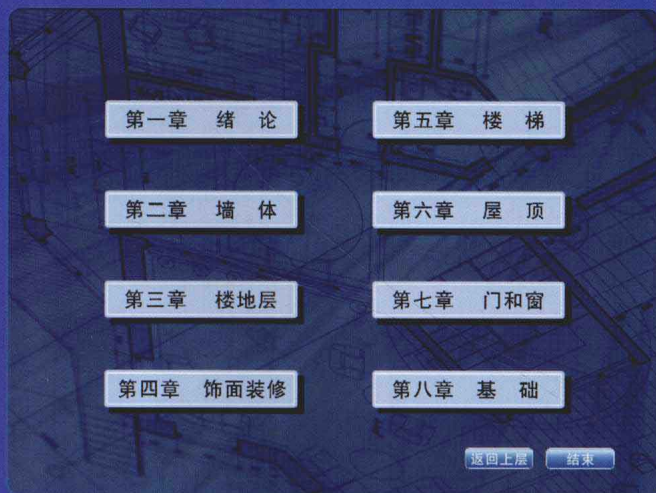 第一章 绪 论
第二章 墙 体
第三章 楼地层
第四章 饰面装修
第五章 楼 梯
第六章 屋 顶
第七章 门和窗
第八章 基 础
返回上层
结束